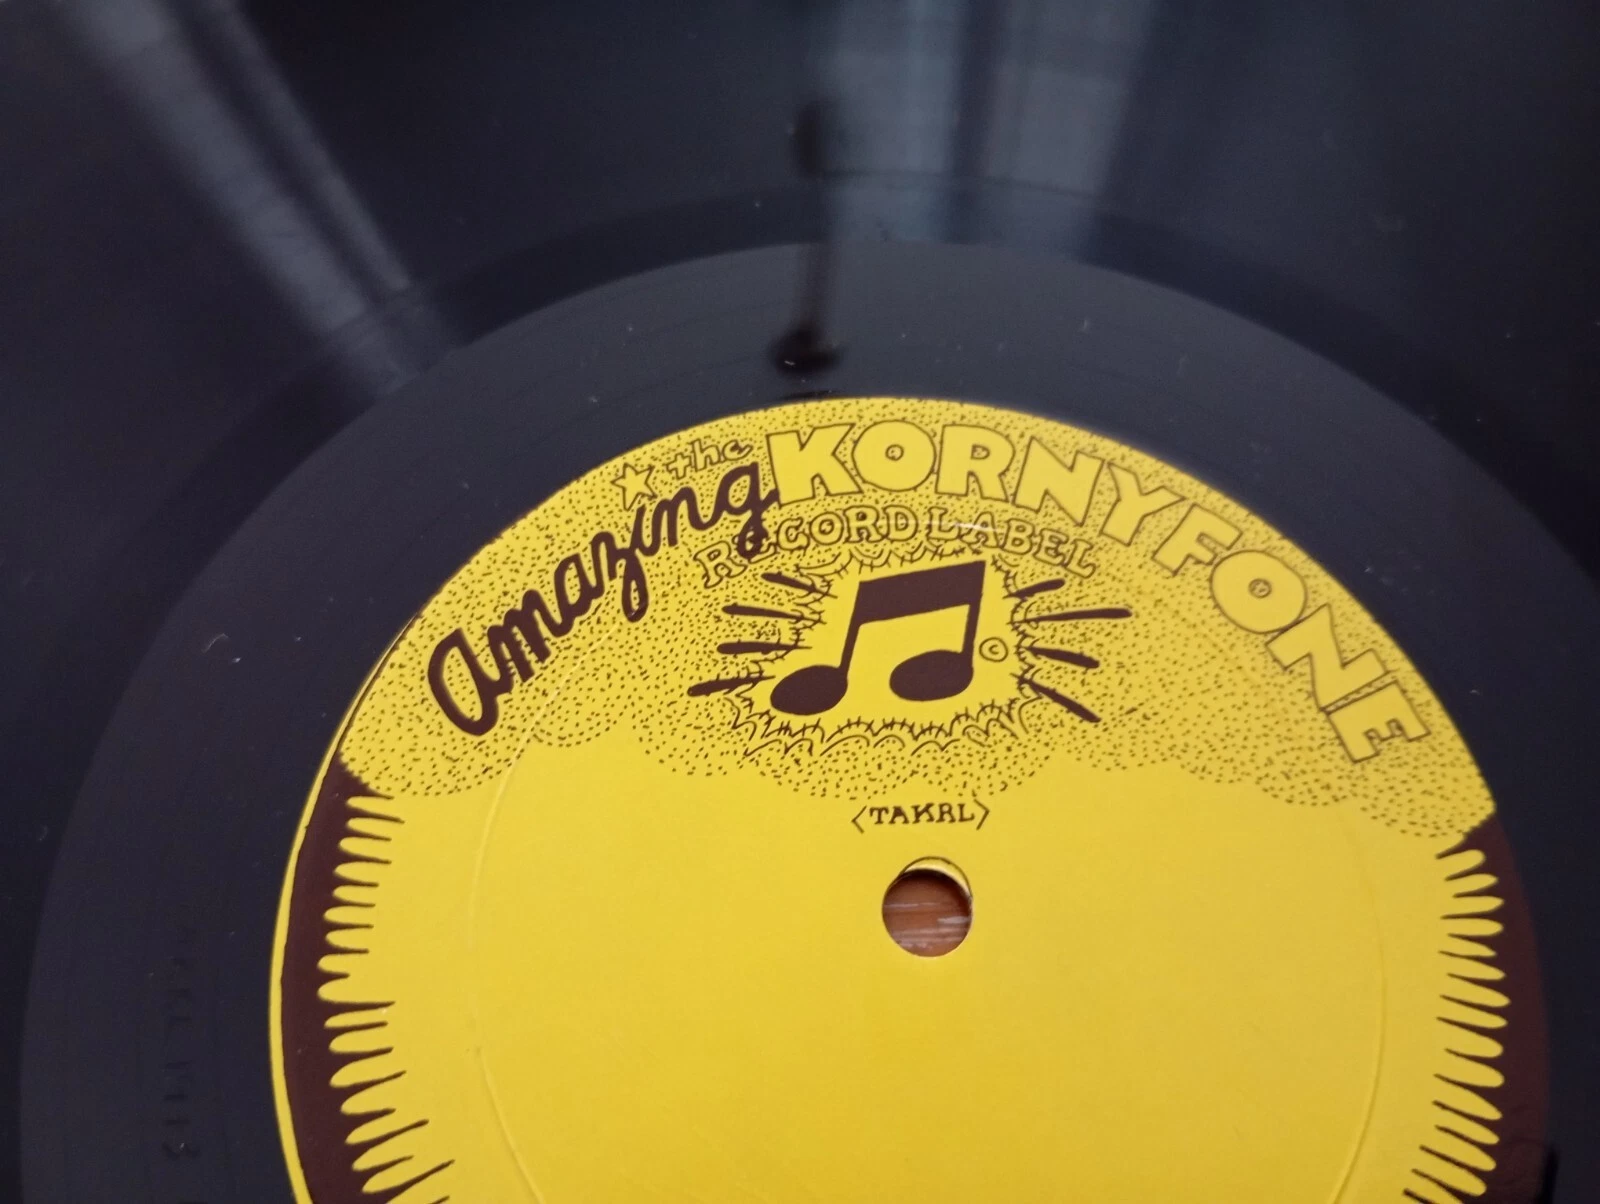 the
Amazing KORNYFONE
RECORD LABEL
©
<TAKRL>